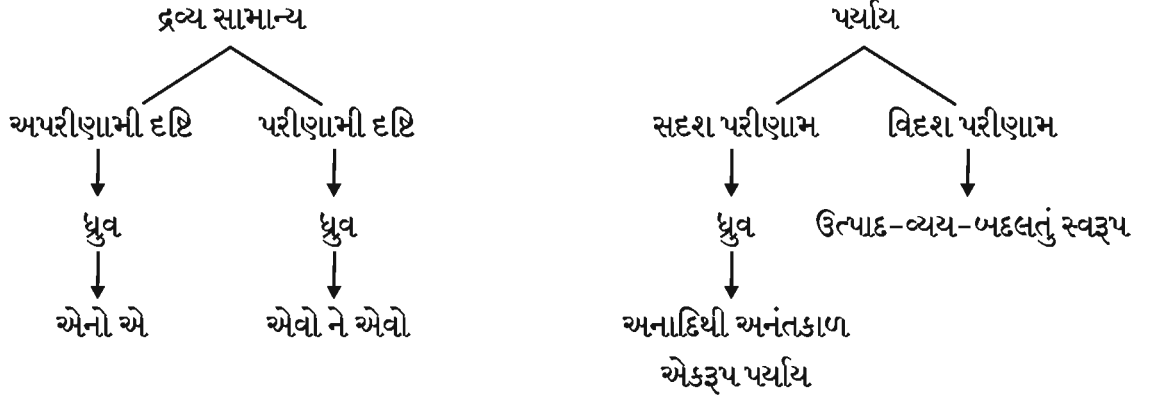 દ્રવ્ય સામાન્ય
અપરીણામી દષ્ટિ
પરીણામી દષ્ટિ
ધ્રુવ
ધ્રુવ
એનો એ
એવો ને એવો
પર્યાય
સદશ પરીણામ
વિદશ પરીણામ
ધ્રુવ
ઉત્પાદ–વ્યય–બદલતું સ્વરૂપ
અનાદિથી અનંતકાળ
એકરૂપ પર્યાય